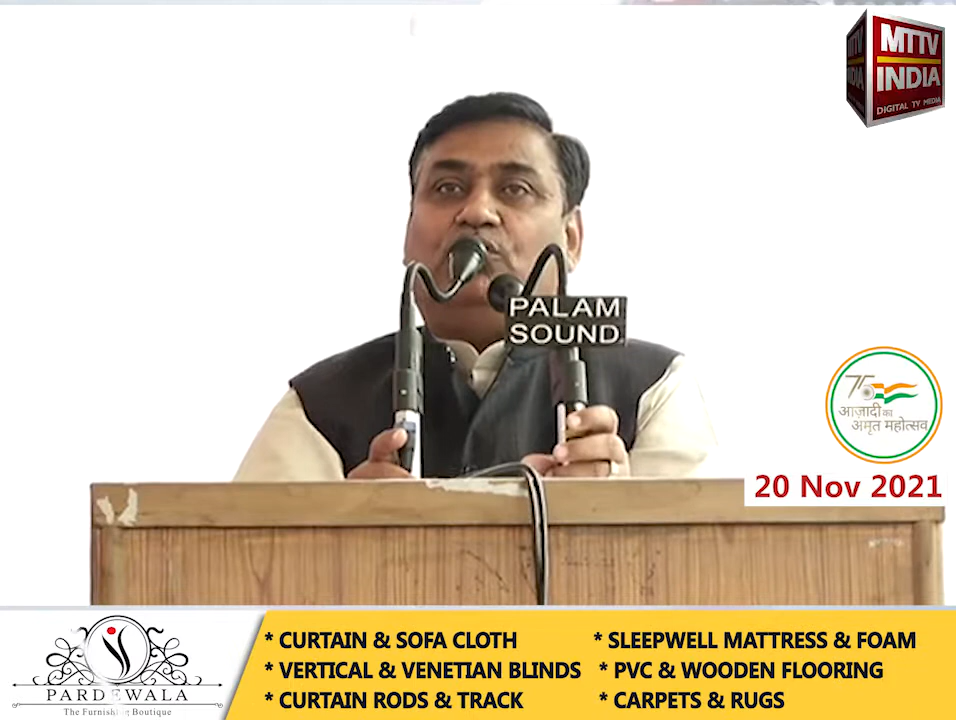 MTTV
INDIA
DIGITAL TV MEDIA
PALAM
SOUND
75
आज़ादी का
अमृत महोत्सव
20 Nov 2021
* CURTAIN & SOFA CLOTH
* SLEEPWELL MATTRESS & FOAM
* VERTICAL & VENETIAN BLINDS
* PVC & WOODEN FLOORING
* CURTAIN RODS & TRACK
* CARPETS & RUGS
PARDEWALA
The Furnishing Boutique